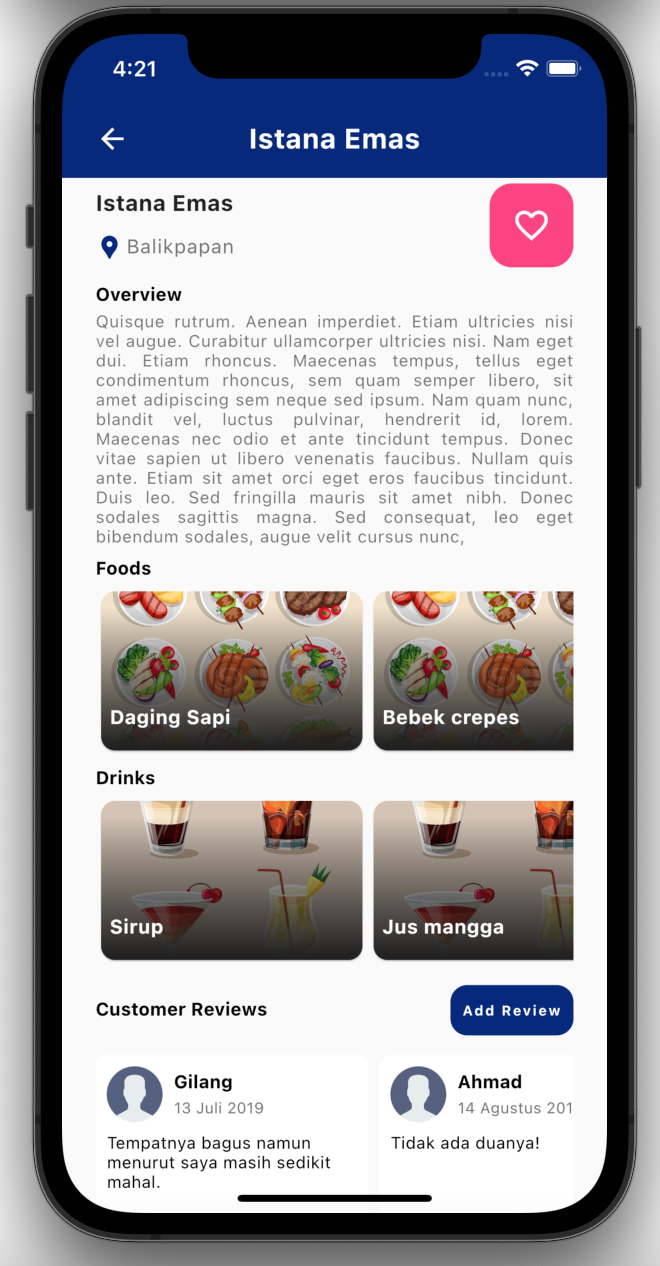 4:21
Istana Emas
Istana Emas
Balikpapan
Overview
Quisque rutrum. Aenean imperdiet. Etiam ultricies nisi
vel augue. Curabitur ullamcorper ultricies nisi. Nam eget
dui. Etiam rhoncus. Maecenas tempus, tellus eget
condimentum rhoncus, sem quam semper libero, sit
amet adipiscing sem neque sed ipsum. Nam quam nunc,
blandit vel, luctus pulvinar, hendrerit id, lorem.
Maecenas nec odio et ante tincidunt tempus. Donec
vitae sapien ut libero venenatis faucibus. Nullam quis
ante. Etiam sit amet orci eget eros faucibus tincidunt.
Duis leo. Sed fringilla mauris sit amet nibh. Donec
sodales sagittis magna. Sed consequat, leo eget
bibendum sodales, augue velit cursus nunc,
Foods
Daging Sapi
Bebek crepes
Drinks
Sirup
Jus mangga
Customer Reviews
Add Review
Gilang
13 Juli 2019
Tempatnya bagus namun
menurut saya masih sedikit
mahal.
Ahmad
14 Agustus 201
Tidak ada duanya!